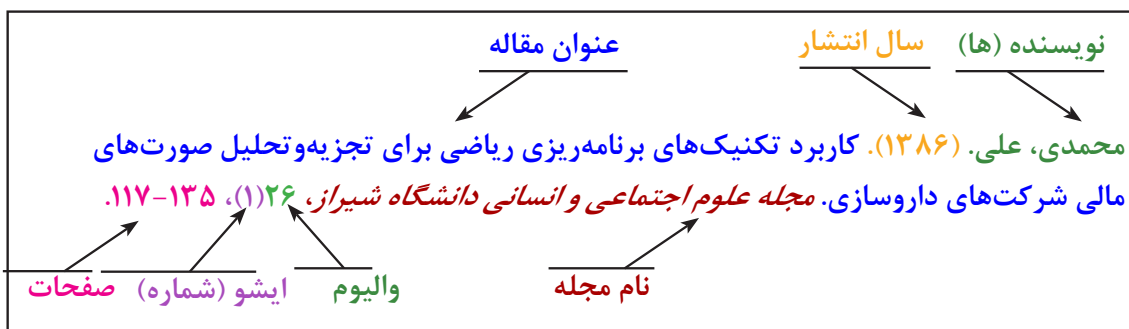 نویسنده (ها) سال انتشار عنوان مقاله
محمدی، علی. (۱۳۸۶). کاربرد تکنیک‌های برنامه‌ریزی ریاضی برای تجزیه‌وتحلیل صورت‌های
مالی شرکت‌های داروسازی. مجله علوم اجتماعی و انسانی دانشگاه شیراز، ۲۶(۱)، ۱۳۵-۱۱۷.
نام مجله والیوم ایشو (شماره) صفحات